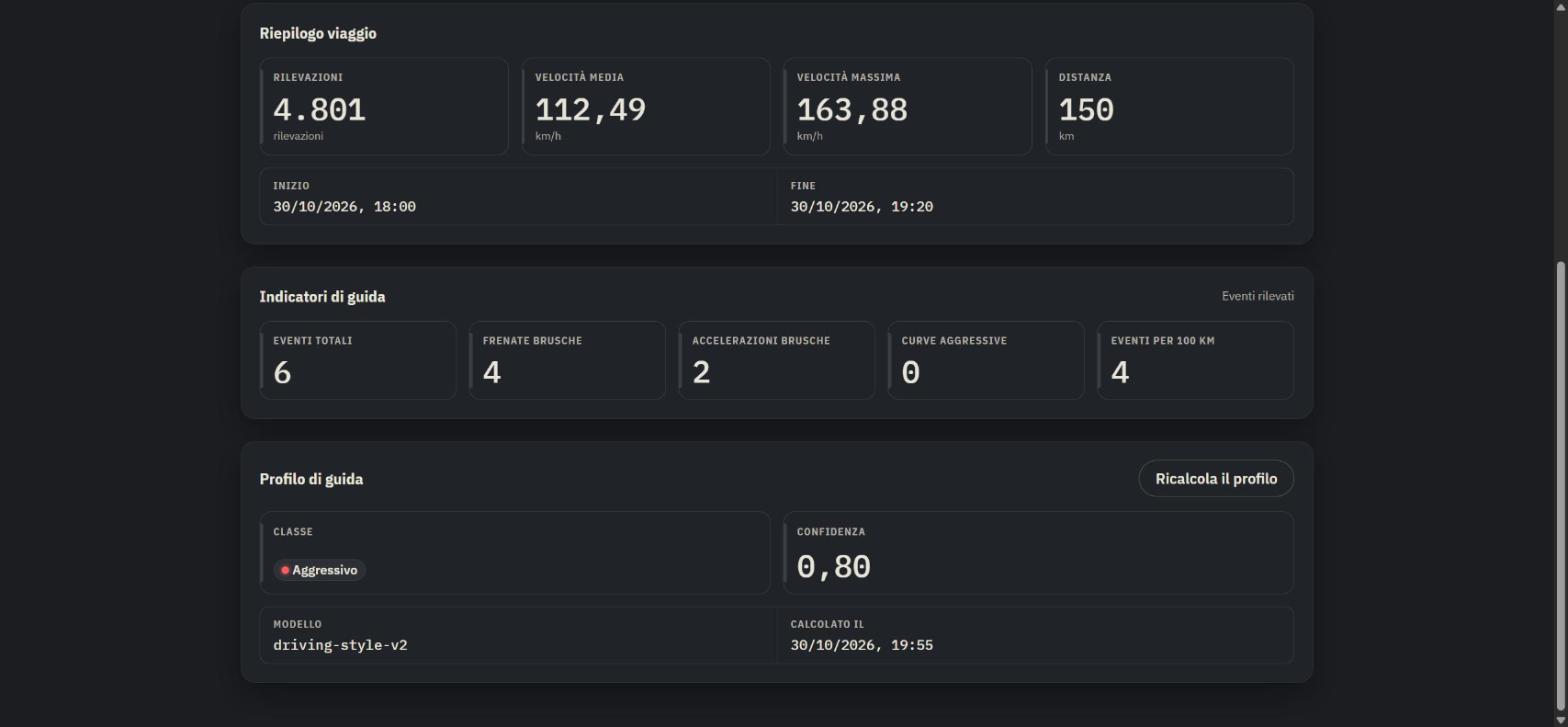 Riepilogo viaggio
RILEVAZIONI
4.801
rilevazioni
VELOCITÀ MEDIA
112,49
km/h
VELOCITÀ MASSIMA
163,88
km/h
DISTANZA
150
km
INIZIO
30/10/2026, 18:00
FINE
30/10/2026, 19:20
Indicatori di guida
Eventi rilevati
EVENTI TOTALI
6
FRENATE BRUSCHE
4
ACCELERAZIONI BRUSCHE
2
CURVE AGGRESSIVE
0
EVENTI PER 100 KM
4
Profilo di guida
Ricalcola il profilo
CLASSE
Aggressivo
CONFIDENZA
0,80
MODELLO
driving-style-v2
CALCOLATO IL
30/10/2026, 19:55